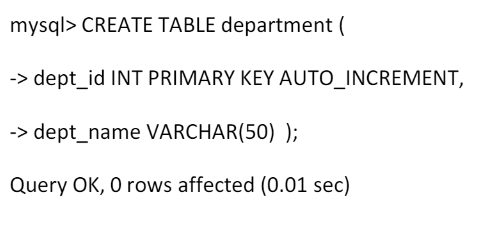 mysql> CREATE TABLE department (
-> dept_id INT PRIMARY KEY AUTO_INCREMENT,
-> dept_name VARCHAR(50)  );
Query OK, 0 rows affected (0.01 sec)